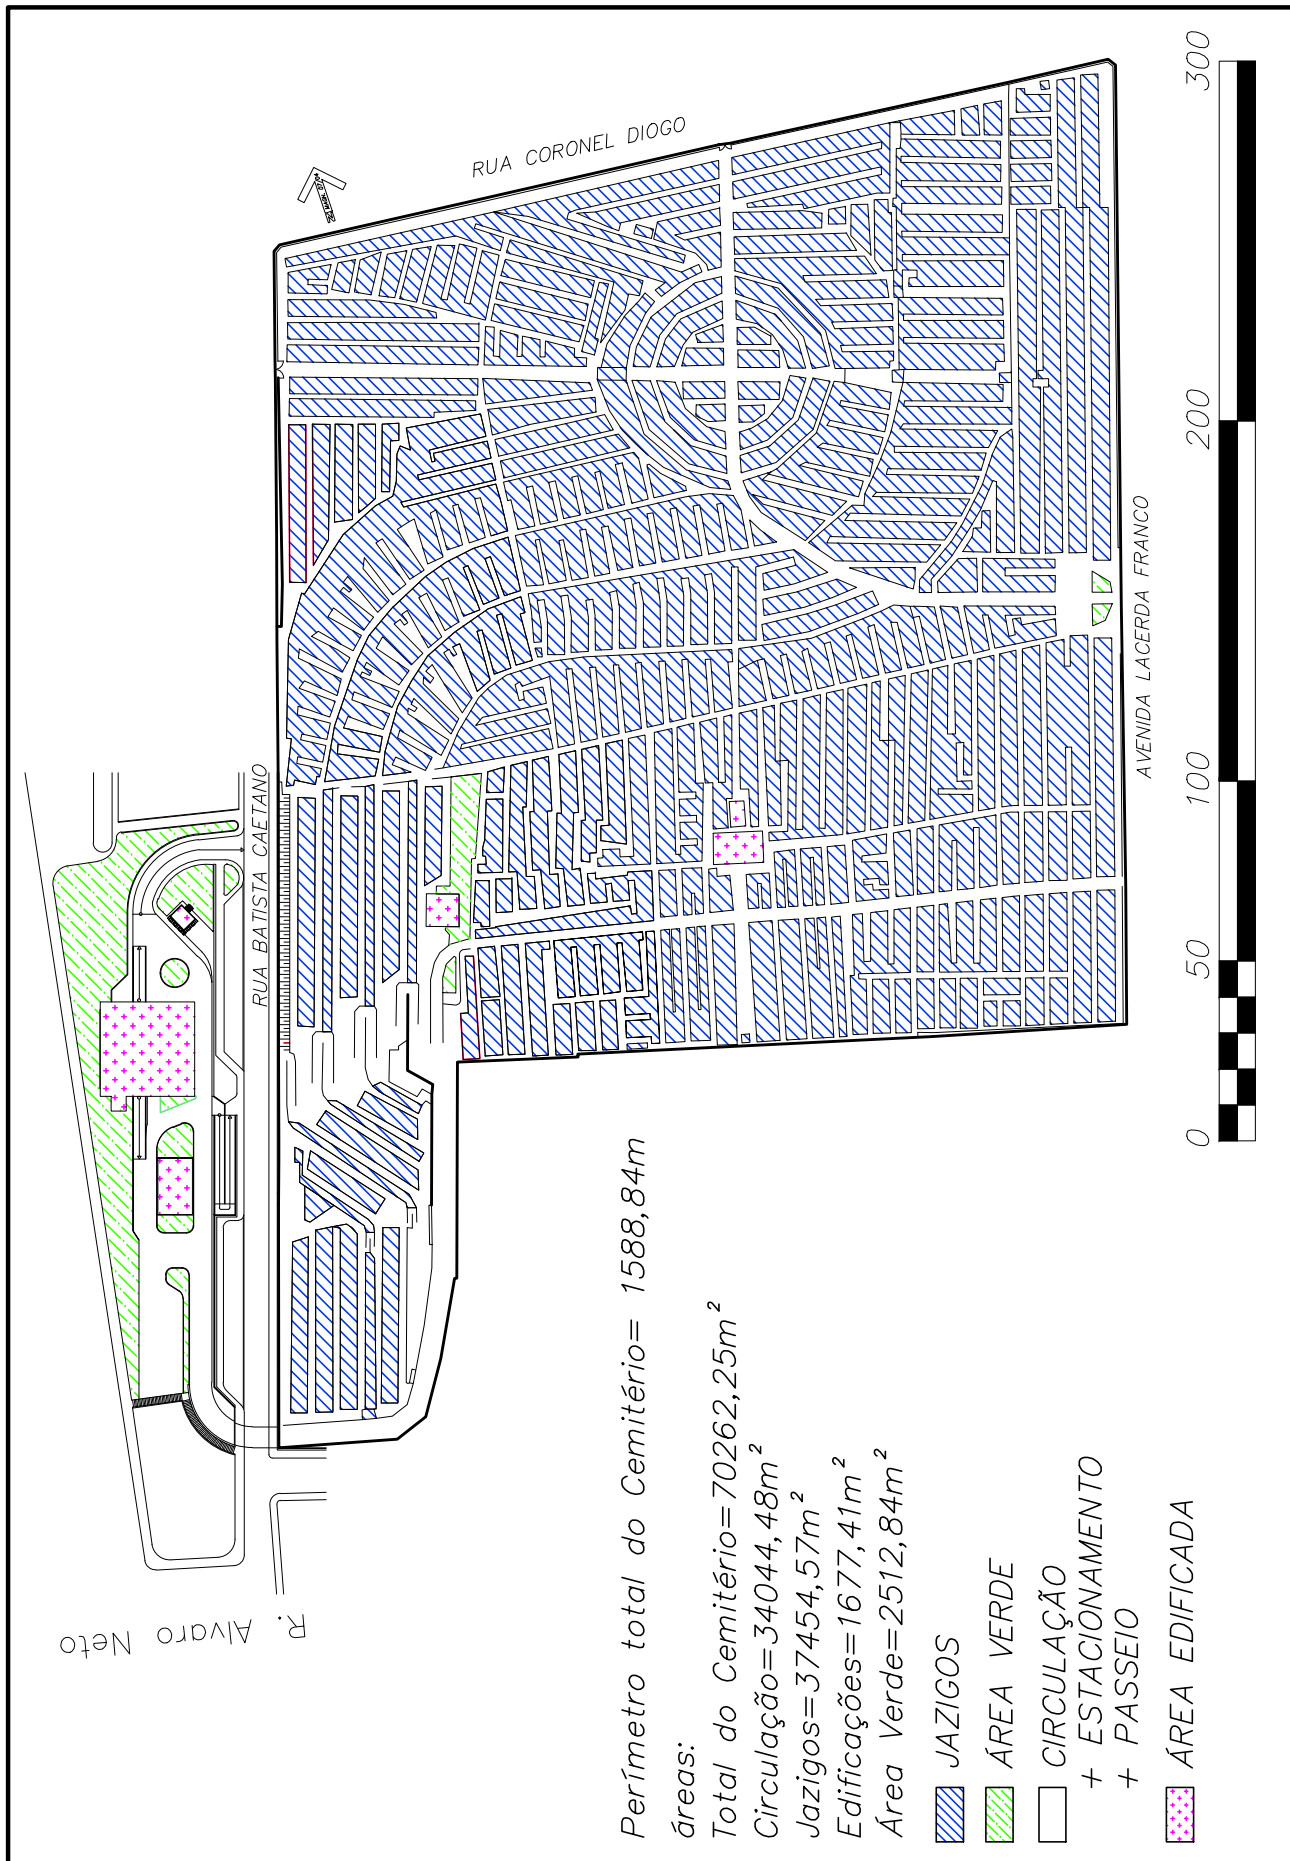 R. Alvaro Neto
RUA BATISTA CAETANO
RUA CORONEL DIOGO
AVENIDA LACERDA FRANCO
Perímetro total do Cemitério= 1588,84m
áreas:
Total do Cemitério=70262,25m²
Circulação=34044,48m²
Jazigos=37454,57m²
Edificações=1677,41m²
Área Verde=2512,84m²
JAZIGOS
ÁREA VERDE
CIRCULAÇÃO
+ ESTACIONAMENTO
+ PASSEIO
ÁREA EDIFICADA
0 50 100 200 300